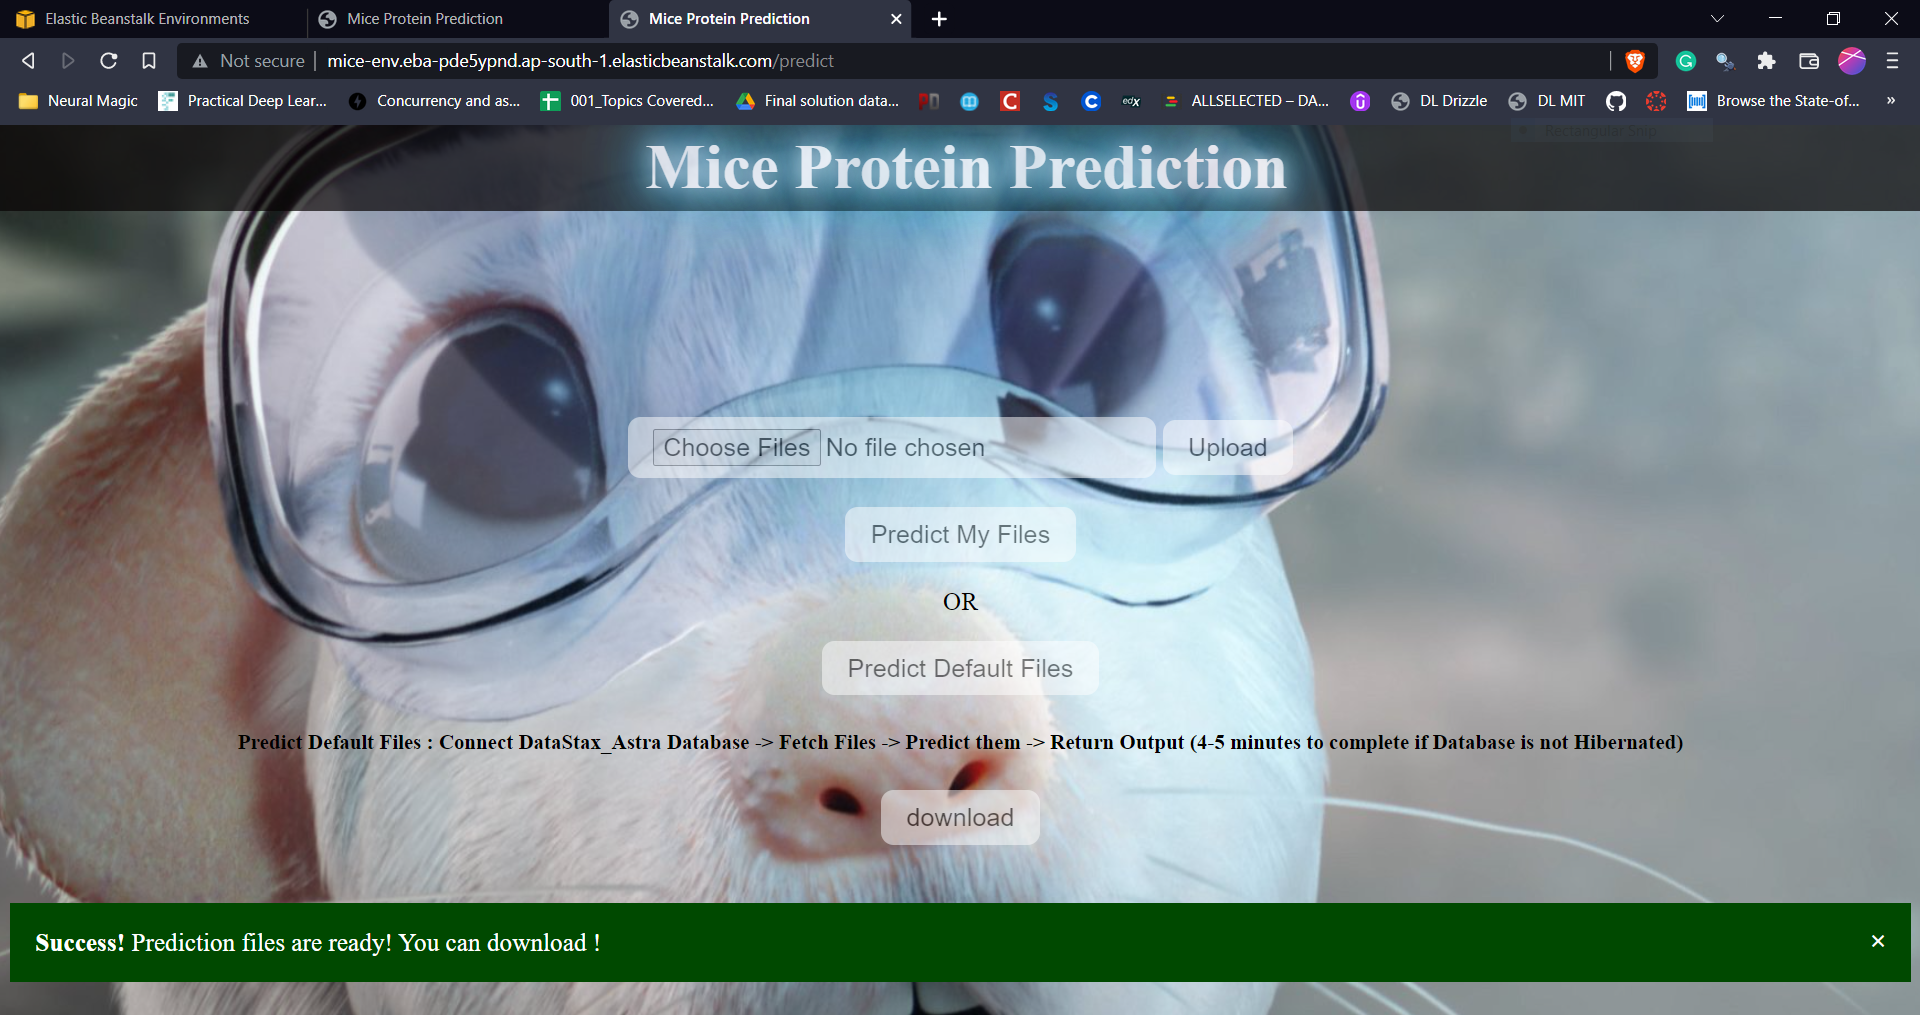 Elastic Beanstalk Environments
Mice Protein Prediction
Mice Protein Prediction
Not secure
mice-env.eba-pde5ypnd.ap-south-1.elasticbeanstalk.com/predict
Neural Magic
Practical Deep Lear...
Concurrency and as...
001_Topics Covered...
Final solution data...
edX
ALLSELECTED – DA...
DL Drizzle
DL MIT
Browse the State-of...
»
Rectangular Snip
Mice Protein Prediction
Choose Files No file chosen
Upload
Predict My Files
OR
Predict Default Files
Predict Default Files : Connect DataStax_Astra Database -> Fetch Files -> Predict them -> Return Output (4-5 minutes to complete if Database is not Hibernated)
download
Success! Prediction files are ready! You can download !
×